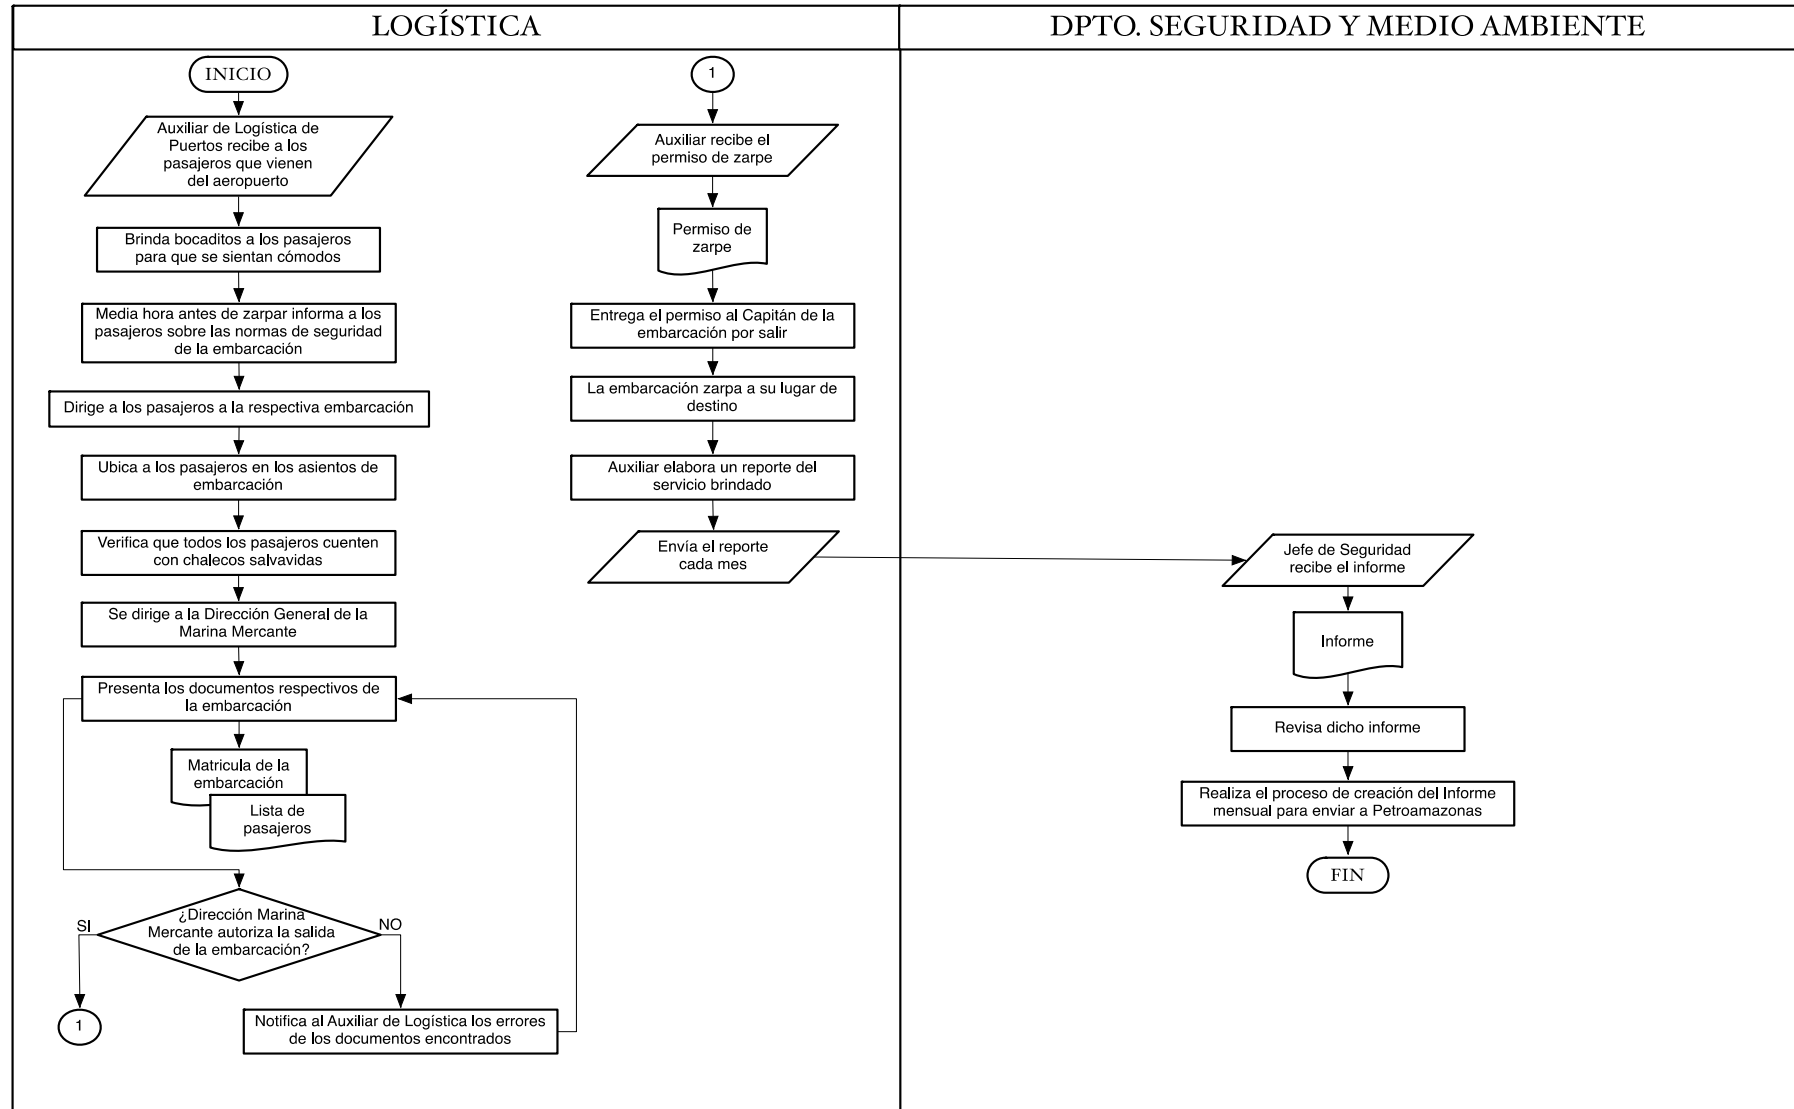 LOGÍSTICA
DPTO. SEGURIDAD Y MEDIO AMBIENTE
INICIO
Auxiliar de Logística de
Puertos recibe a los
pasajeros que vienen
del aeropuerto
Brinda bocaditos a los pasajeros
para que se sientan cómodos
Media hora antes de zarpar informa a los
pasajeros sobre las normas de seguridad
de la embarcación
Dirige a los pasajeros a la respectiva embarcación
Ubica a los pasajeros en los asientos de
embarcación
Verifica que todos los pasajeros cuenten
con chalecos salvavidas
Se dirige a la Dirección General de la
Marina Mercante
Presenta los documentos respectivos de
la embarcación
Matricula de la
embarcación
Lista de
pasajeros
¿Dirección Marina
Mercante autoriza la salida
de la embarcación?
SI
NO
1
Notifica al Auxiliar de Logística los errores
de los documentos encontrados
1
Auxiliar recibe el
permiso de zarpe
Permiso de
zarpe
Entrega el permiso al Capitán de la
embarcación por salir
La embarcación zarpa a su lugar de
destino
Auxiliar elabora un reporte del
servicio brindado
Envía el reporte
cada mes
Jefe de Seguridad
recibe el informe
Informe
Revisa dicho informe
Realiza el proceso de creación del Informe
mensual para enviar a Petroamazonas
FIN